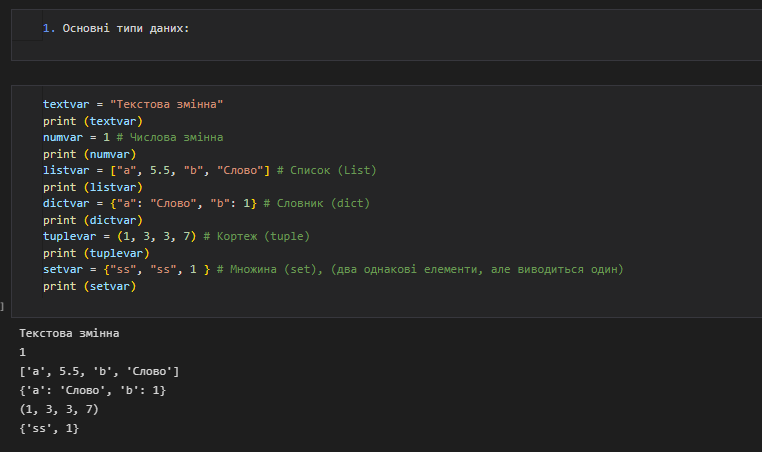 1. Основні типи даних:
textvar = "Текстова змінна"
print (textvar)
numvar = 1 # Числова змінна
print (numvar)
listvar = ["a", 5.5, "b", "Слово"] # Список (List)
print (listvar)
dictvar = {"a": "Слово", "b": 1} # Словник (dict)
print (dictvar)
tuplevar = (1, 3, 3, 7) # Кортеж (tuple)
print (tuplevar)
setvar = {"ss", "ss", 1 } # Множина (set), (два однакові елементи, але виводиться один)
print (setvar)
]
Текстова змінна
1
['a', 5.5, 'b', 'Слово']
{'a': 'Слово', 'b': 1}
(1, 3, 3, 7)
{'ss', 1}